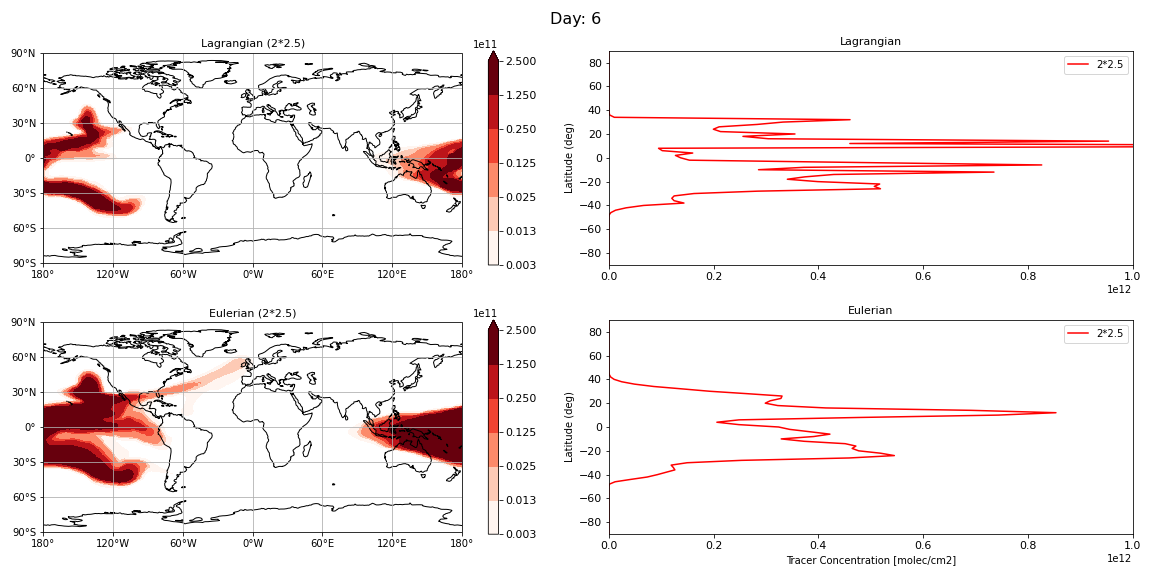 Day: 6
Lagrangian (2*2.5)
1e11
90°N
60°N
30°N
0°
30°S
60°S
90°S
180°
120°W
60°W
0°W
60°E
120°E
180°
2.500
1.250
0.250
0.125
0.025
0.013
0.003
Lagrangian
2*2.5
Latitude (deg)
80
60
40
20
0
−20
−40
−60
−80
0.0
0.2
0.4
0.6
0.8
1.0
1e12
Eulerian (2*2.5)
1e11
90°N
60°N
30°N
0°
30°S
60°S
90°S
180°
120°W
60°W
0°W
60°E
120°E
180°
2.500
1.250
0.250
0.125
0.025
0.013
0.003
Eulerian
2*2.5
Latitude (deg)
80
60
40
20
0
−20
−40
−60
−80
0.0
0.2
0.4
0.6
0.8
1.0
Tracer Concentration [molec/cm2]
1e12